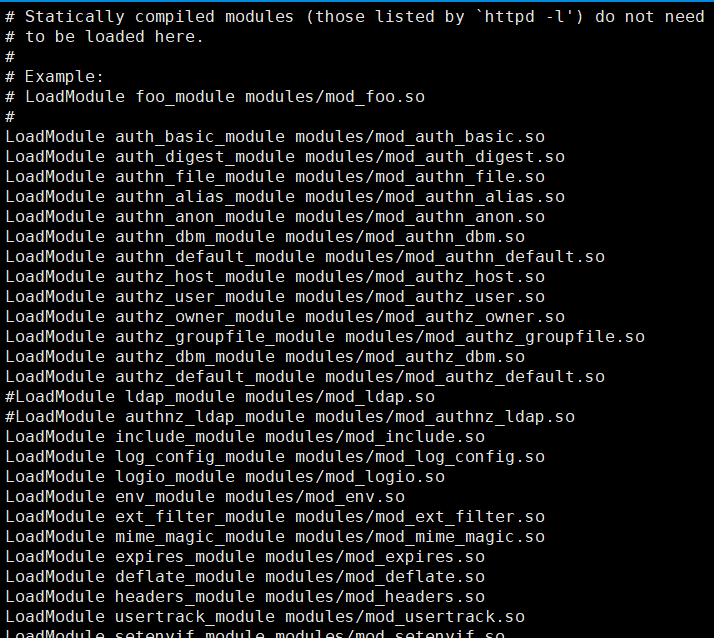 # Statically compiled modules (those listed by `httpd -l') do not need
# to be loaded here.
#
# Example:
# LoadModule foo_module modules/mod_foo.so
#
LoadModule auth_basic_module modules/mod_auth_basic.so
LoadModule auth_digest_module modules/mod_auth_digest.so
LoadModule authn_file_module modules/mod_authn_file.so
LoadModule authn_alias_module modules/mod_authn_alias.so
LoadModule authn_anon_module modules/mod_authn_anon.so
LoadModule authn_dbm_module modules/mod_authn_dbm.so
LoadModule authn_default_module modules/mod_authn_default.so
LoadModule authz_host_module modules/mod_authz_host.so
LoadModule authz_user_module modules/mod_authz_user.so
LoadModule authz_owner_module modules/mod_authz_owner.so
LoadModule authz_groupfile_module modules/mod_authz_groupfile.so
LoadModule authz_dbm_module modules/mod_authz_dbm.so
LoadModule authz_default_module modules/mod_authz_default.so
#LoadModule ldap_module modules/mod_ldap.so
#LoadModule authnz_ldap_module modules/mod_authnz_ldap.so
LoadModule include_module modules/mod_include.so
LoadModule log_config_module modules/mod_log_config.so
LoadModule logio_module modules/mod_logio.so
LoadModule env_module modules/mod_env.so
LoadModule ext_filter_module modules/mod_ext_filter.so
LoadModule mime_magic_module modules/mod_mime_magic.so
LoadModule expires_module modules/mod_expires.so
LoadModule deflate_module modules/mod_deflate.so
LoadModule headers_module modules/mod_headers.so
LoadModule usertrack_module modules/mod_usertrack.so
LoadModule setenvif_module modules/mod_setenvif.so